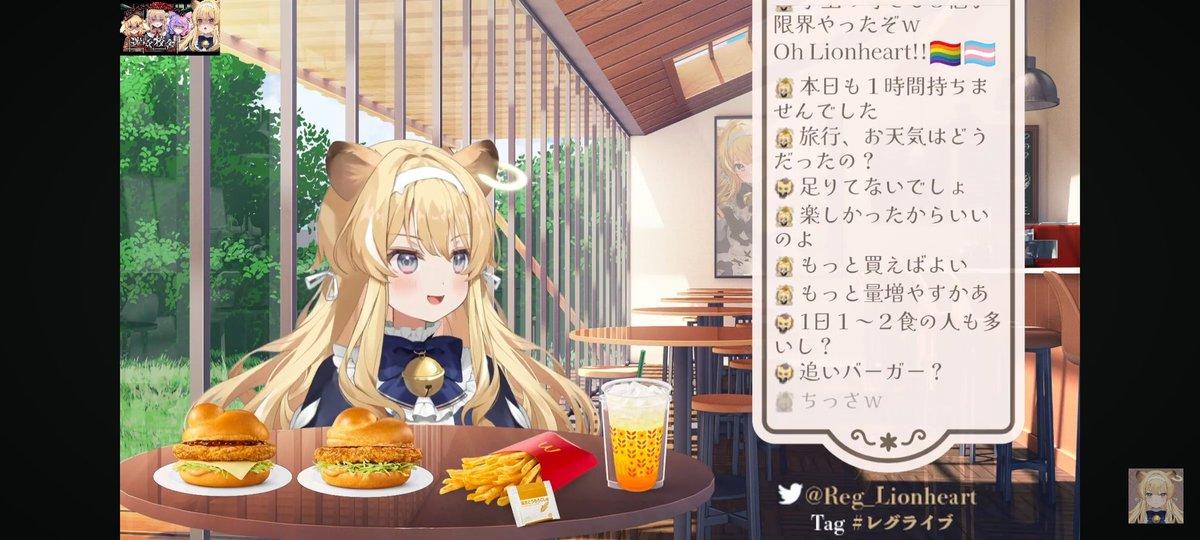 限界やったぞw
Oh Lionheart!!🏳️‍🌈🏳️‍⚧️
本日も1時間持ちま
せんでした
旅行、お天気はどう
だったの?
足りてないでしょ
楽しかったからいい
のよ
もっと買えばよい
もっと量増やすかあ
1日1〜2食の人も多
いし?
追いバーガー?
ちっさw
@Reg_Lionheart
Tag #レグライブ